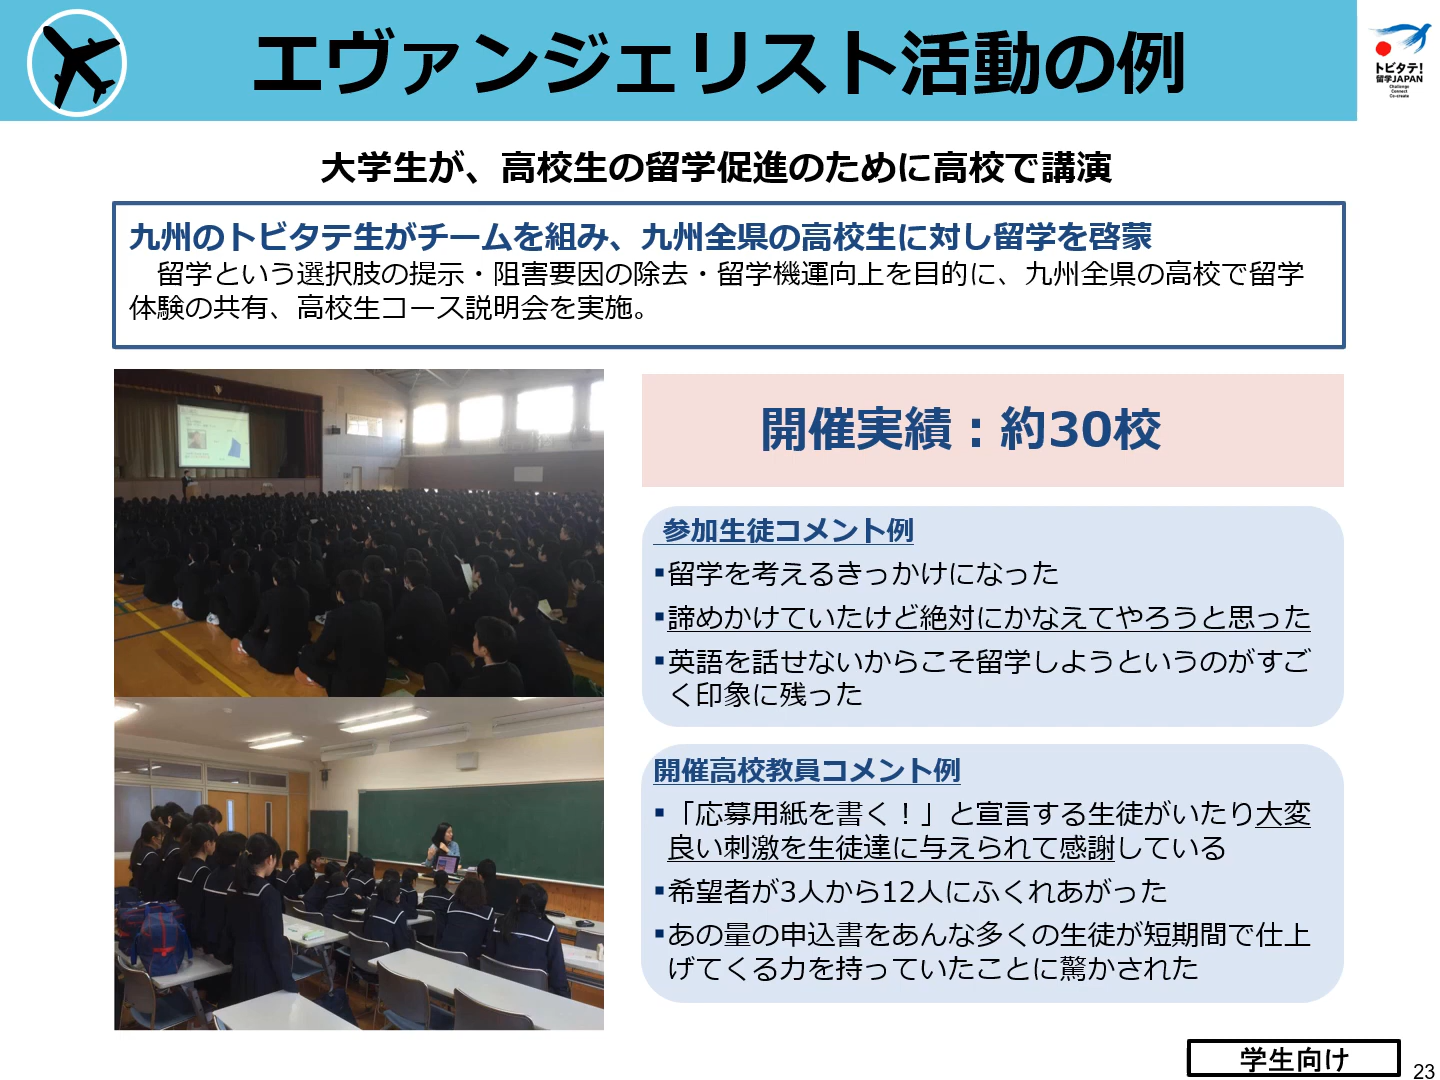 エヴァンジェリスト活動の例
トビタテ!
留学JAPAN
Challenge
Connect
Co-create
大学生が、高校生の留学促進のために高校で講演
九州のトビタテ生がチームを組み、九州全県の高校生に対し留学を啓蒙
留学という選択肢の提示・阻害要因の除去・留学機運向上を目的に、九州全県の高校で留学
体験の共有、高校生コース説明会を実施。
開催実績：約30校
参加生徒コメント例
▪留学を考えるきっかけになった
▪諦めかけていたけど絶対にかなえてやろうと思った
▪英語を話せないからこそ留学しようというのがすご
く印象に残った
開催高校教員コメント例
▪「応募用紙を書く！」と宣言する生徒がいたり大変
良い刺激を生徒達に与えられて感謝している
▪希望者が3人から12人にふくれあがった
▪あの量の申込書をあんな多くの生徒が短期間で仕上
げてくる力を持っていたことに驚かされた
学生向け
23